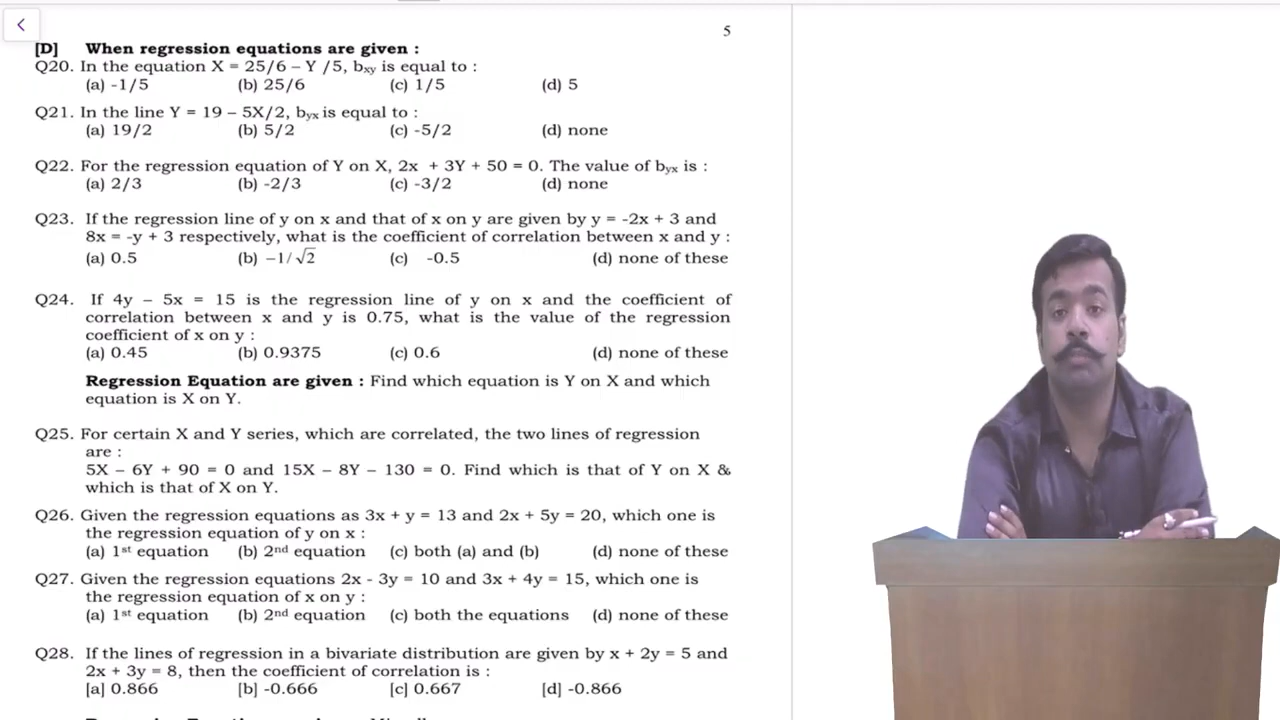 5
[D] When regression equations are given :
Q20. In the equation X = 25/6 – Y /5, bxy is equal to :
(a) -1/5 (b) 25/6 (c) 1/5 (d) 5
Q21. In the line Y = 19 – 5X/2, byx is equal to :
(a) 19/2 (b) 5/2 (c) -5/2 (d) none
Q22. For the regression equation of Y on X, 2x + 3Y + 50 = 0. The value of byx is :
(a) 2/3 (b) -2/3 (c) -3/2 (d) none
Q23. If the regression line of y on x and that of x on y are given by y = -2x + 3 and
8x = -y + 3 respectively, what is the coefficient of correlation between x and y :
(a) 0.5 (b) −1/√2 (c) -0.5 (d) none of these
Q24. If 4y – 5x = 15 is the regression line of y on x and the coefficient of
correlation between x and y is 0.75, what is the value of the regression
coefficient of x on y :
(a) 0.45 (b) 0.9375 (c) 0.6 (d) none of these
Regression Equation are given : Find which equation is Y on X and which
equation is X on Y.
Q25. For certain X and Y series, which are correlated, the two lines of regression
are :
5X – 6Y + 90 = 0 and 15X – 8Y – 130 = 0. Find which is that of Y on X &
which is that of X on Y.
Q26. Given the regression equations as 3x + y = 13 and 2x + 5y = 20, which one is
the regression equation of y on x :
(a) 1st equation (b) 2nd equation (c) both (a) and (b) (d) none of these
Q27. Given the regression equations 2x - 3y = 10 and 3x + 4y = 15, which one is
the regression equation of x on y :
(a) 1st equation (b) 2nd equation (c) both the equations (d) none of these
Q28. If the lines of regression in a bivariate distribution are given by x + 2y = 5 and
2x + 3y = 8, then the coefficient of correlation is :
[a] 0.866 [b] -0.666 [c] 0.667 [d] -0.866